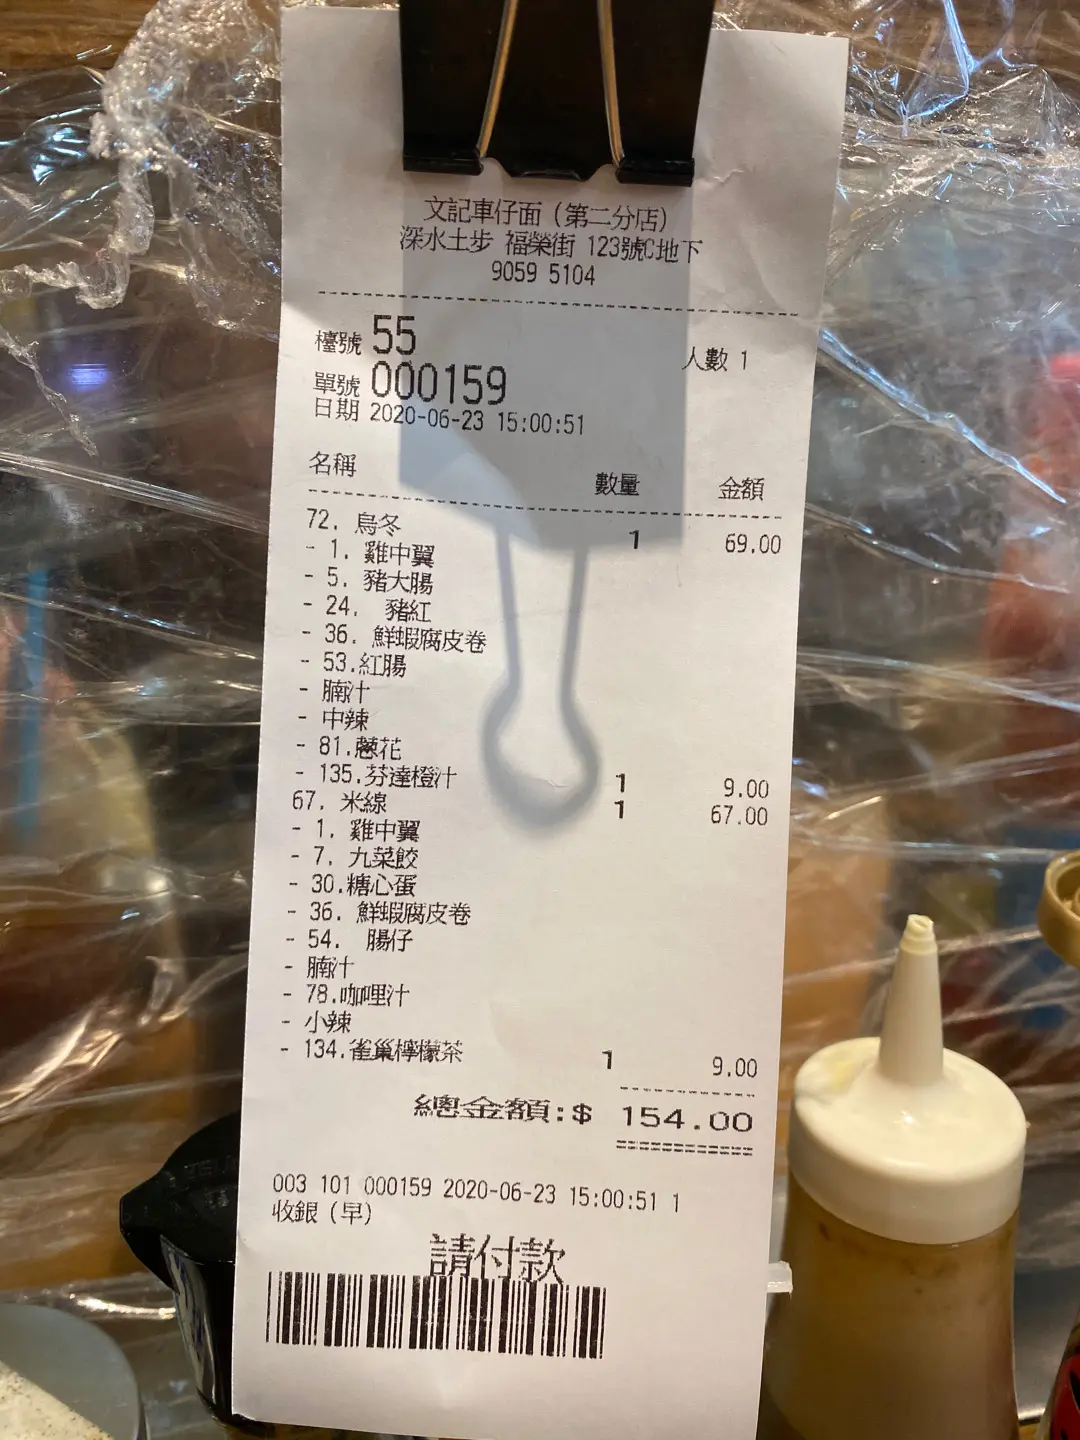 文記車仔面（第二分店）
深水土步 福榮街 123號C地下
9059 5104
檯號 55 人數 1
單號 000159
日期 2020-06-23 15:00:51
名稱 數量 金額
72. 烏冬 1 69.00
- 1. 雞中翼
- 5. 豬大腸
- 24. 豬紅
- 36. 鮮蝦腐皮卷
- 53.紅腸
- 腩汁
- 中辣
- 81.蔥花
- 135.芬達橙汁 1 9.00
67. 米線 1 67.00
- 1. 雞中翼
- 7. 九菜餃
- 30.糖心蛋
- 36. 鮮蝦腐皮卷
- 54. 腸仔
- 腩汁
- 78.咖哩汁
- 小辣
- 134.雀巢檸檬茶 1 9.00
總金額:$ 154.00
003 101 000159 2020-06-23 15:00:51 1
收銀（早）
請付款